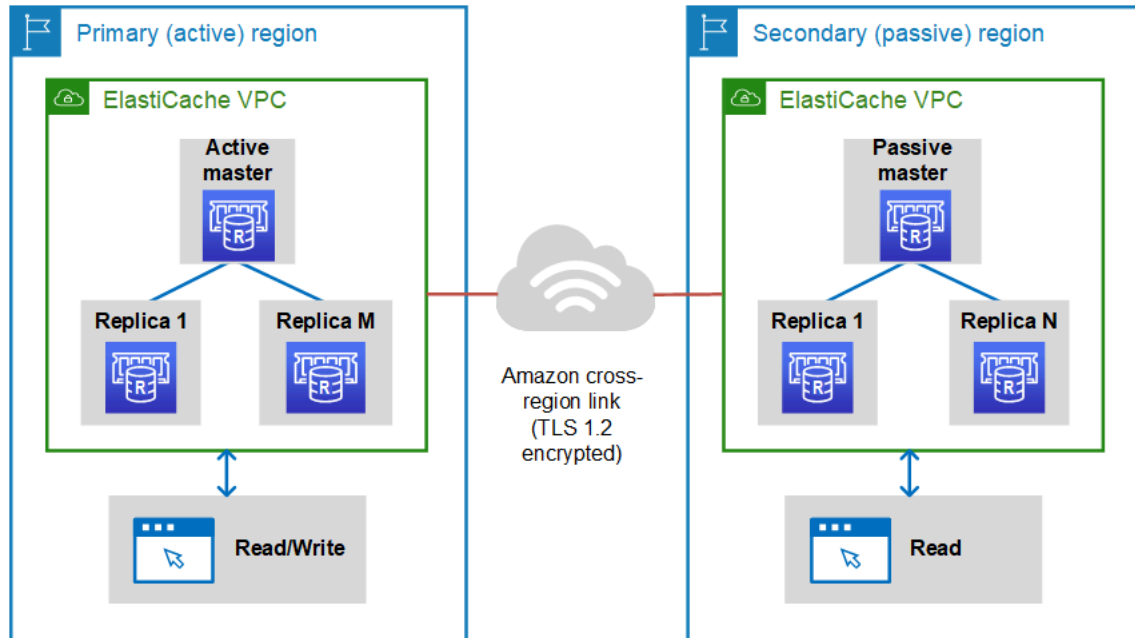 Primary (active) region
ElastiCache VPC
Active
master
R
Replica 1
R
Replica M
R
Read/Write
Amazon cross-
region link
(TLS 1.2
encrypted)
Secondary (passive) region
ElastiCache VPC
Passive
master
R
Replica 1
R
Replica N
R
Read